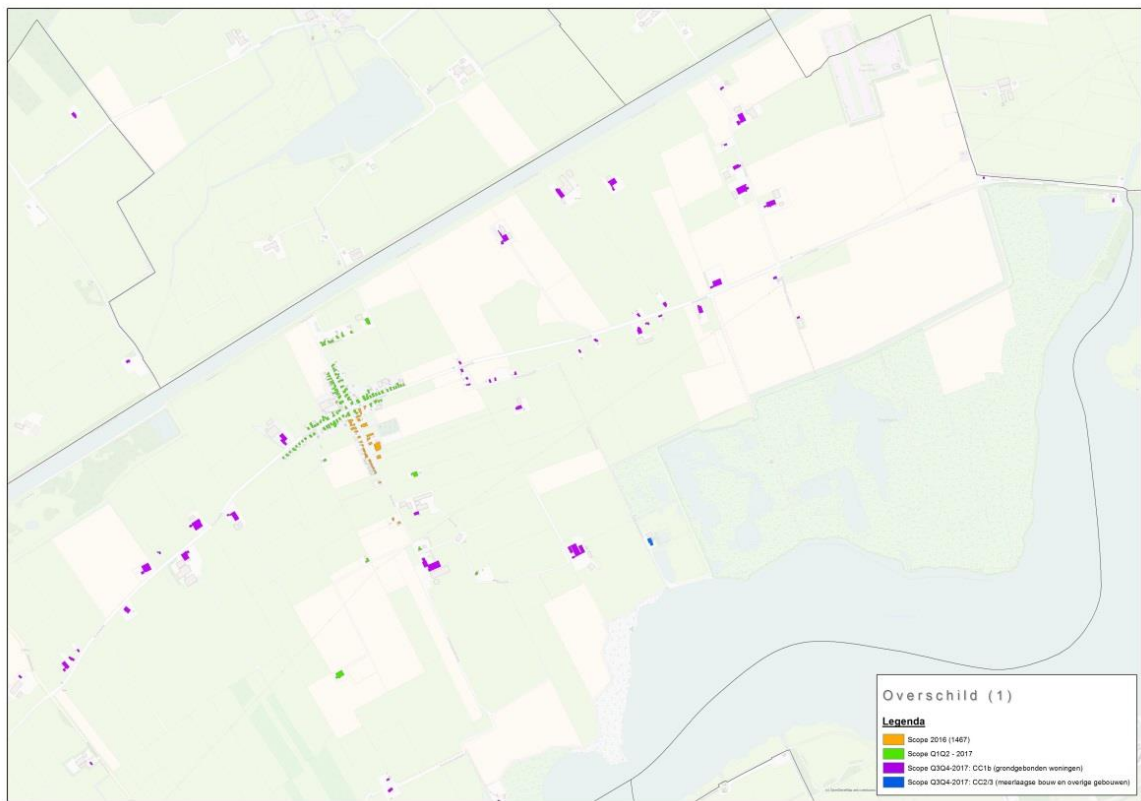 Overschild (1)
Legenda
Scope 2016 (1467)
Scope Q1Q2 - 2017
Scope Q3Q4-2017: CC1b (grondgebonden woningen)
Scope Q3Q4-2017: CC2/3 (meerlaagse bouw en overige gebouwen)